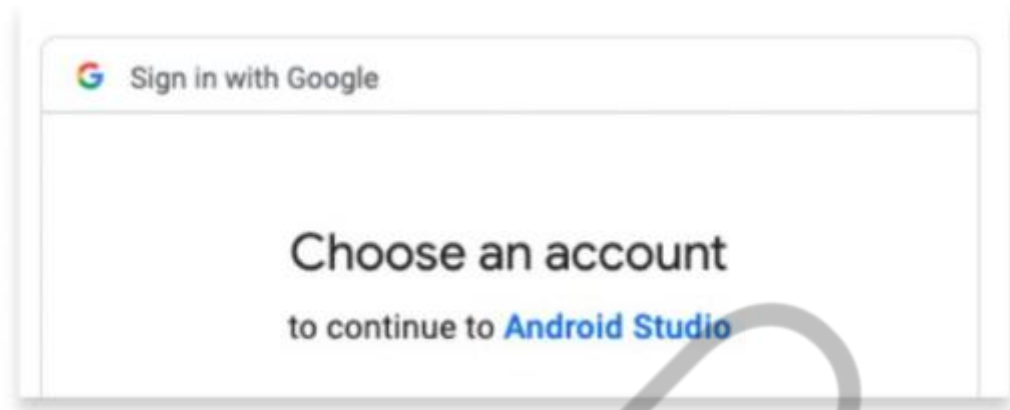 Sign in with Google
Choose an account
to continue to Android Studio